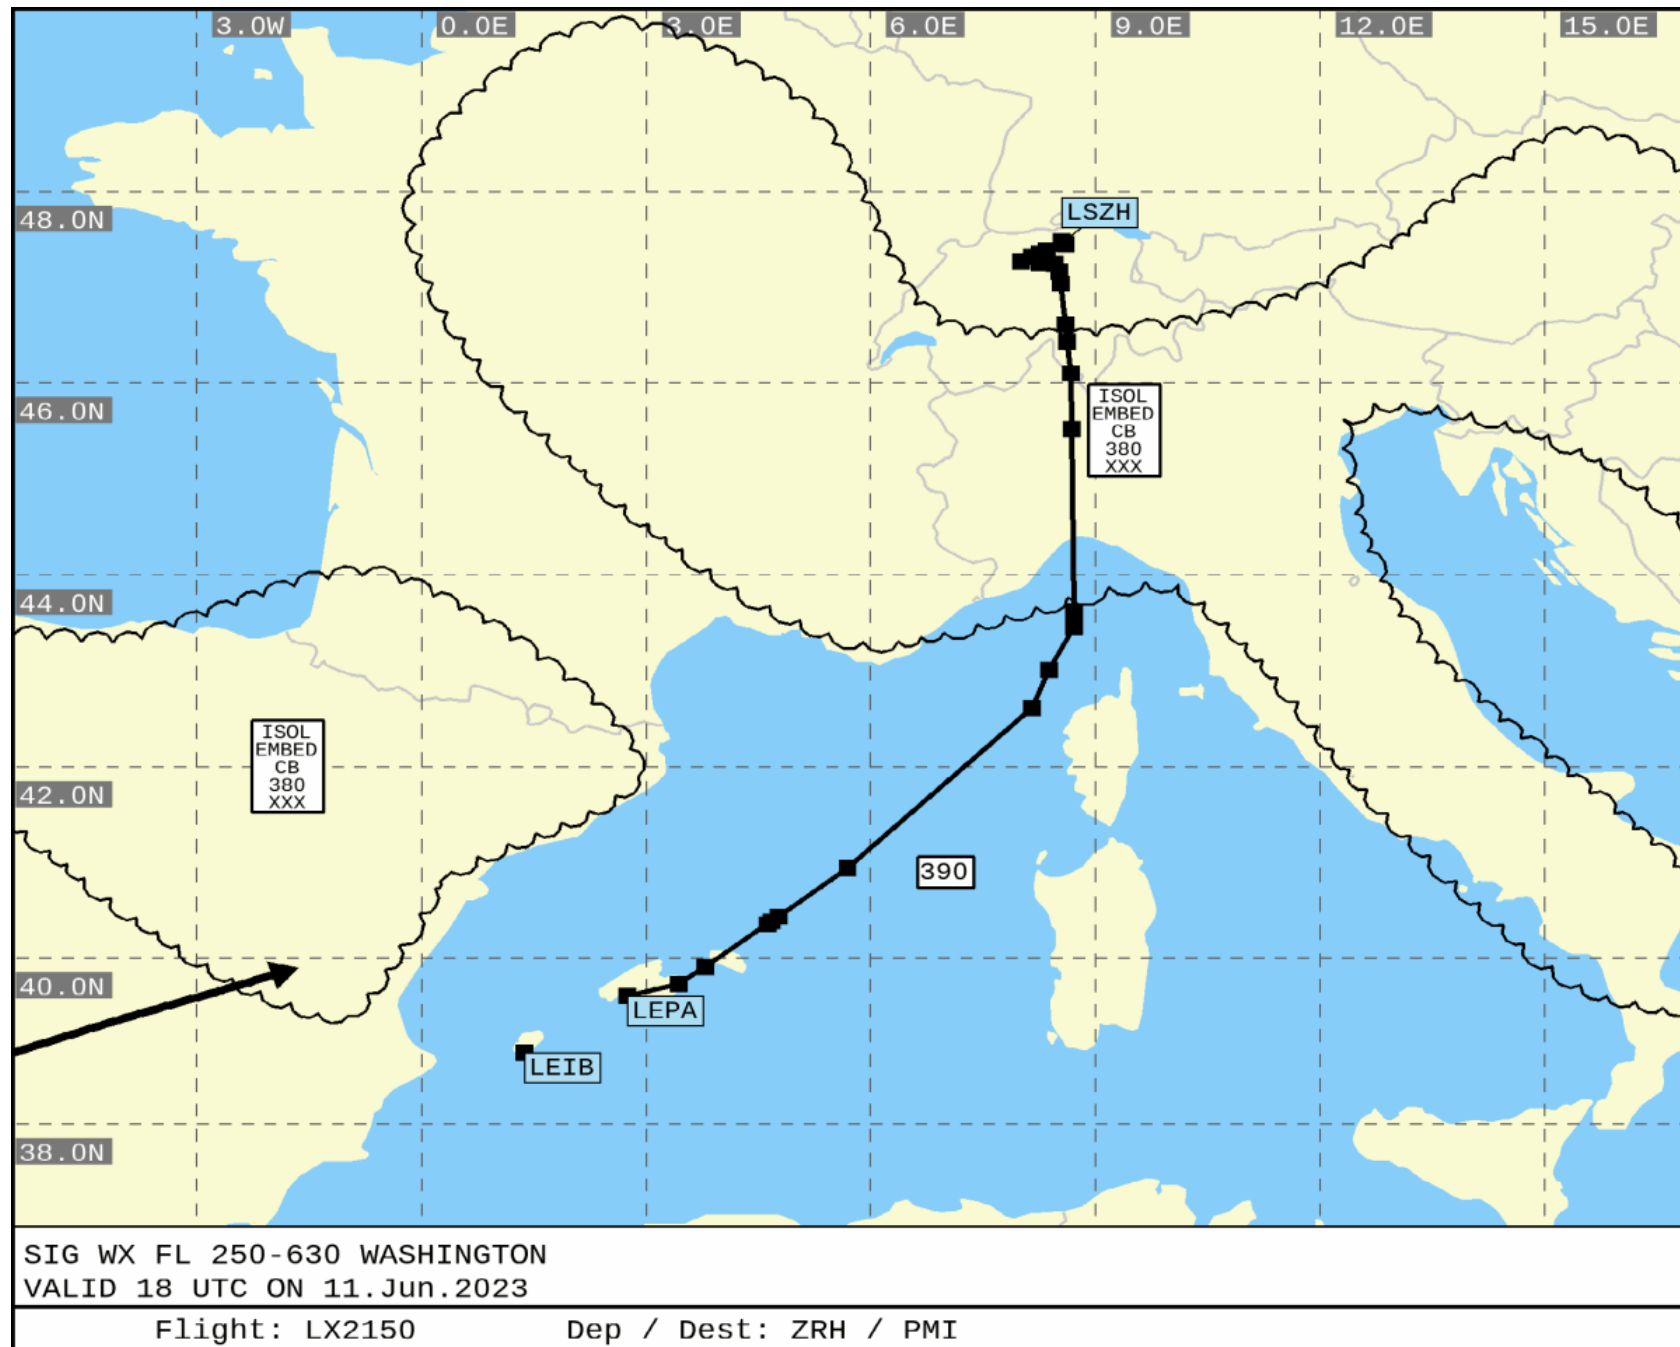 3.0W 0.0E 3.0E 6.0E 9.0E 12.0E 15.0E
48.0N
LSZH
46.0N
ISOL
EMBED
CB
380
XXX
44.0N
ISOL
EMBED
CB
380
XXX
42.0N
390
40.0N
LEPA
LEIB
38.0N
SIG WX FL 250-630 WASHINGTON
VALID 18 UTC ON 11.Jun.2023
Flight: LX2150 Dep / Dest: ZRH / PMI